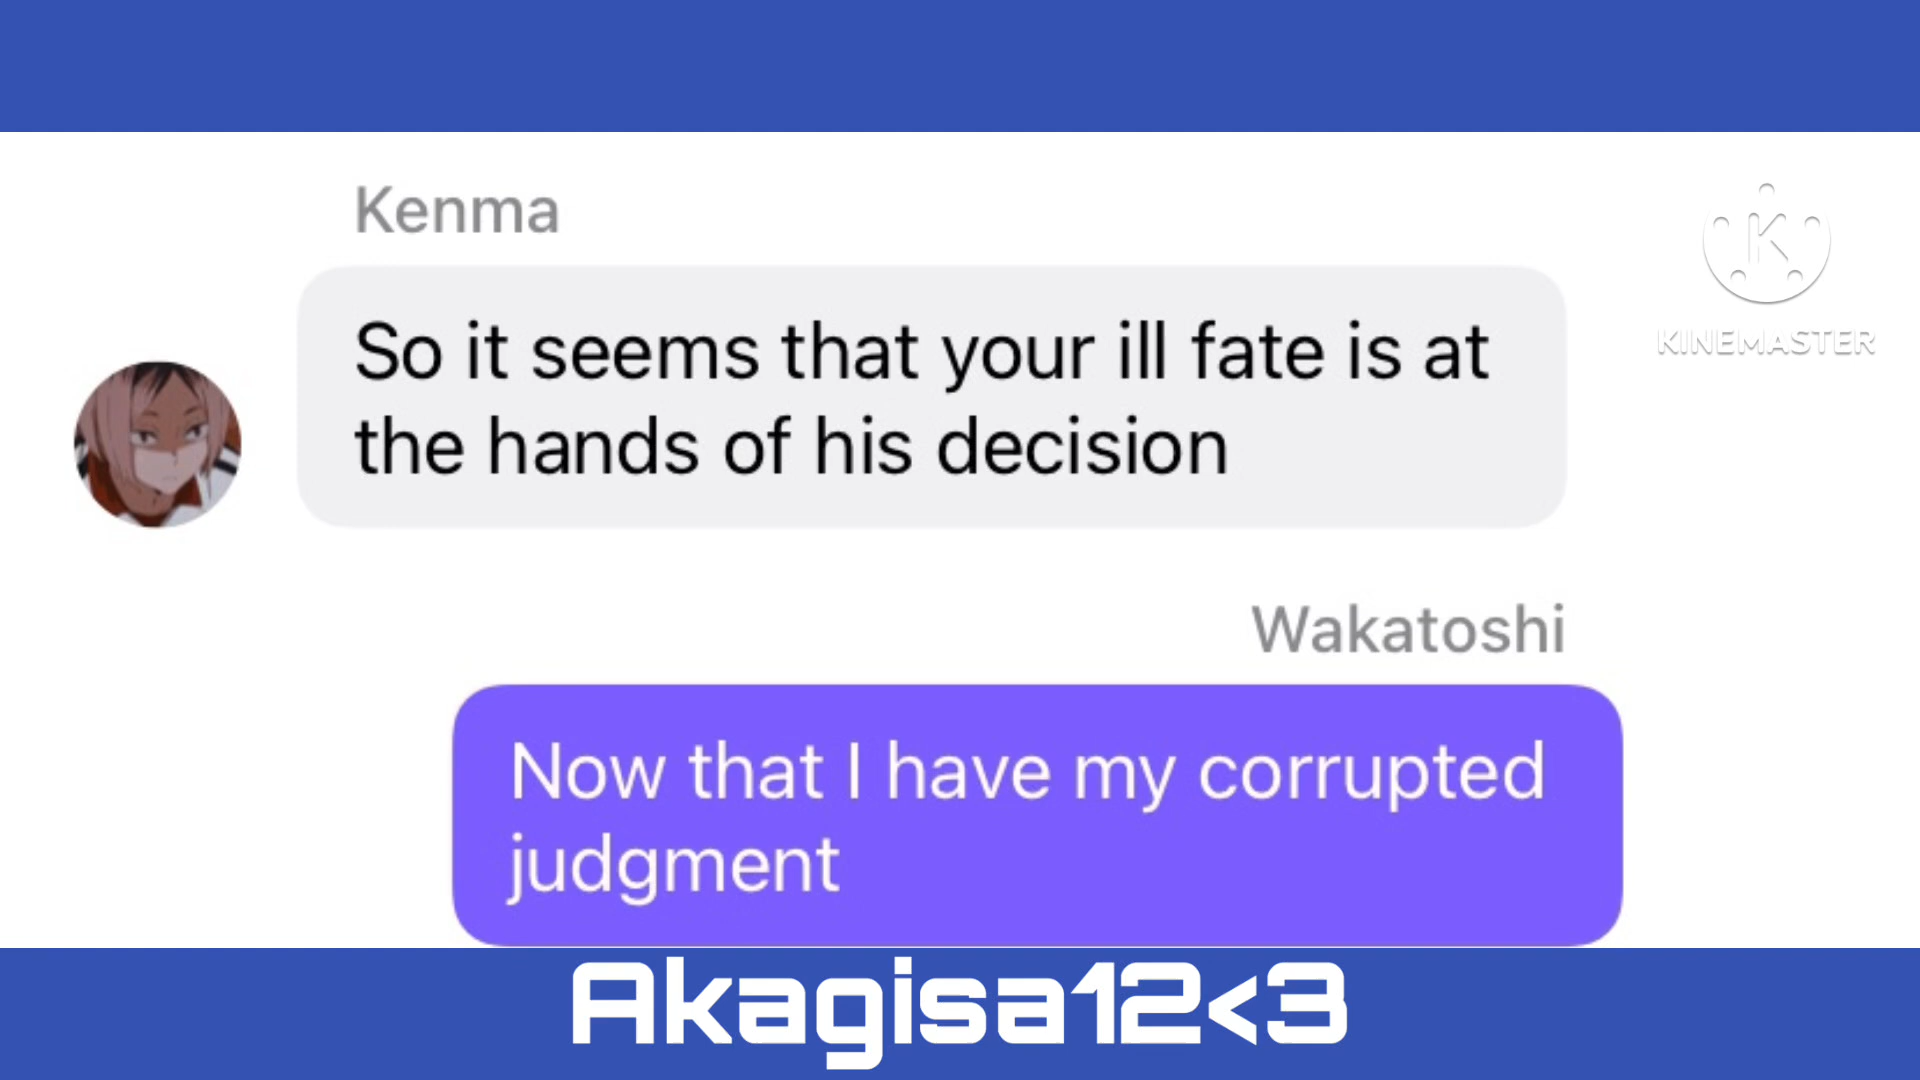 Kenma
So it seems that your ill fate is at
the hands of his decision
K
KINEMASTER
Wakatoshi
Now that I have my corrupted
judgment
Akagisa12<3